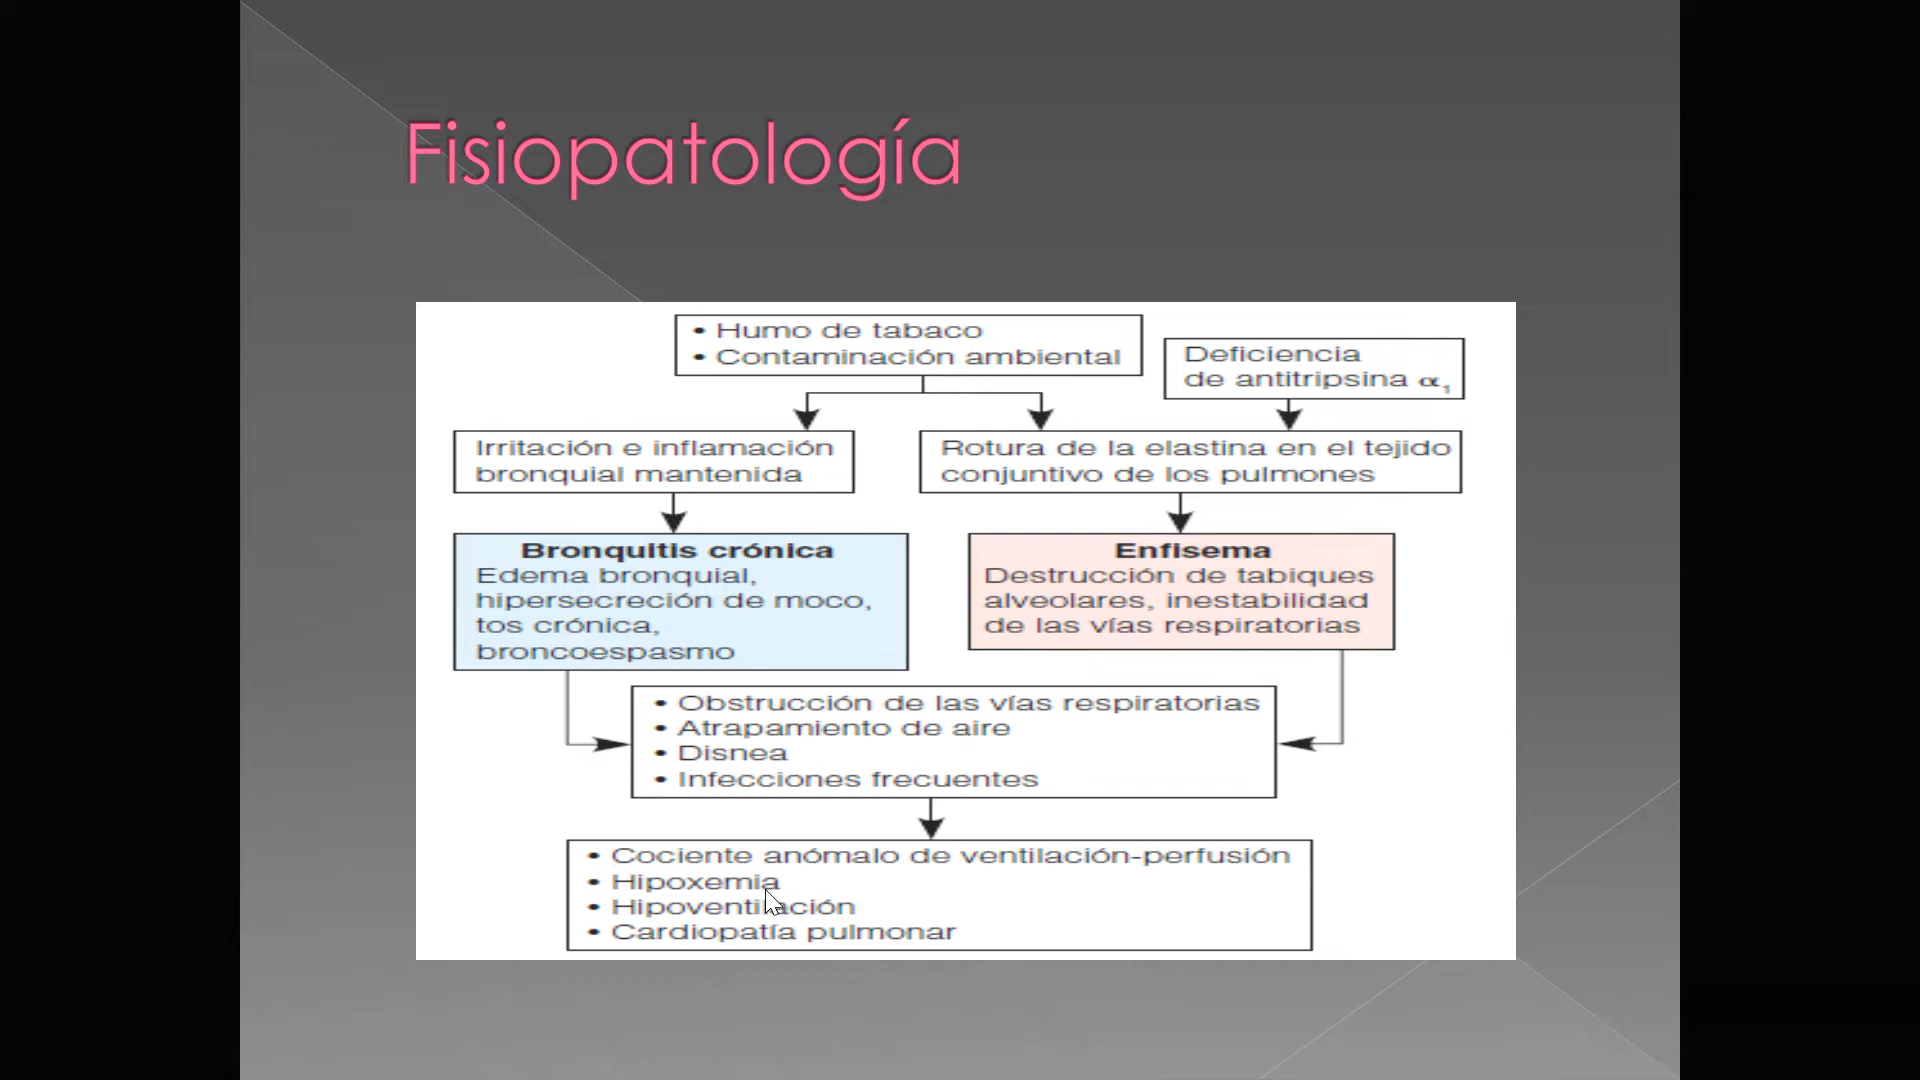 Fisiopatología
• Humo de tabaco
• Contaminación ambiental
Deficiencia
de antitripsina α₁
Irritación e inflamación
bronquial mantenida
Rotura de la elastina en el tejido
conjuntivo de los pulmones
Bronquitis crónica
Edema bronquial,
hipersecreción de moco,
tos crónica,
broncoespasmo
Enfisema
Destrucción de tabiques
alveolares, inestabilidad
de las vías respiratorias
• Obstrucción de las vías respiratorias
• Atrapamiento de aire
• Disnea
• Infecciones frecuentes
• Cociente anómalo de ventilación-perfusión
• Hipoxemia
• Hipoventilación
• Cardiopatía pulmonar